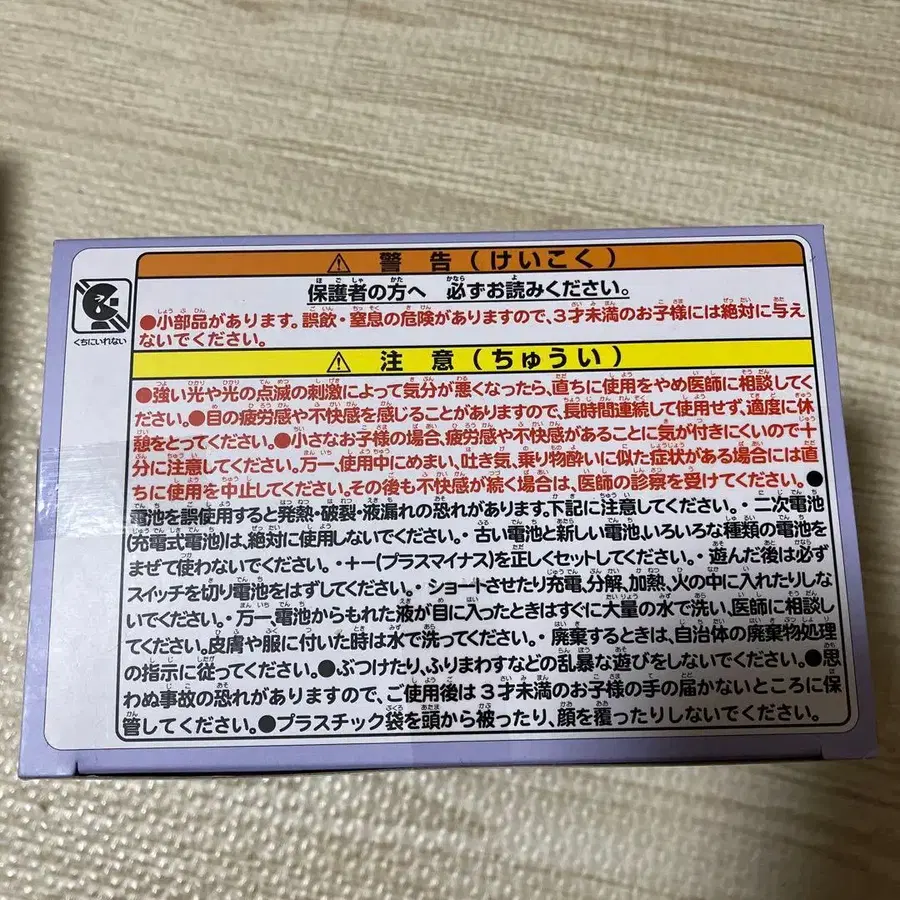 ⚠ 警告(けいこく)
保護者の方へ 必ずお読みください。
●小部品があります。誤飲・窒息の危険がありますので、3才未満のお子様には絶対に与え
ないでください。
⚠ 注意(ちゅうい)
●強い光や光の点滅の刺激によって気分が悪くなったら、直ちに使用をやめ医師に相談してく
ださい。●目の疲労感や不快感を感じることがありますので、長時間連続して使用せず、適度に休
憩をとってください。●小さなお子様の場合、疲労感や不快感があることに気が付きにくいので十
分に注意してください。万一、使用中にめまい、吐き気、乗り物酔いに似た症状がある場合には直
ちに使用を中止してください。その後も不快感が続く場合は、医師の診察を受けてください。●
電池を誤使用すると発熱・破裂・液漏れの恐れがあります。下記に注意してください。・二次電池
(充電式電池)は、絶対に使用しないでください。・古い電池と新しい電池、いろいろな種類の電池を
まぜて使わないでください。・+−(プラスマイナス)を正しくセットしてください。・遊んだ後は必ず
スイッチを切り電池をはずしてください。・ショートさせたり充電、分解、加熱、火の中に入れたりしな
いでください。・万一、電池からもれた液が目に入ったときはすぐに大量の水で洗い、医師に相談し
てください。皮膚や服に付いた時は水で洗ってください。・廃棄するときは、自治体の廃棄物処理
の指示に従ってください。●ぶつけたり、ふりまわすなどの乱暴な遊びをしないでください。●思
わぬ事故の恐れがありますので、ご使用後は3才未満のお子様の手の届かないところに保
管してください。●プラスチック袋を頭から被ったり、顔を覆ったりしないでください。
くちにいれない